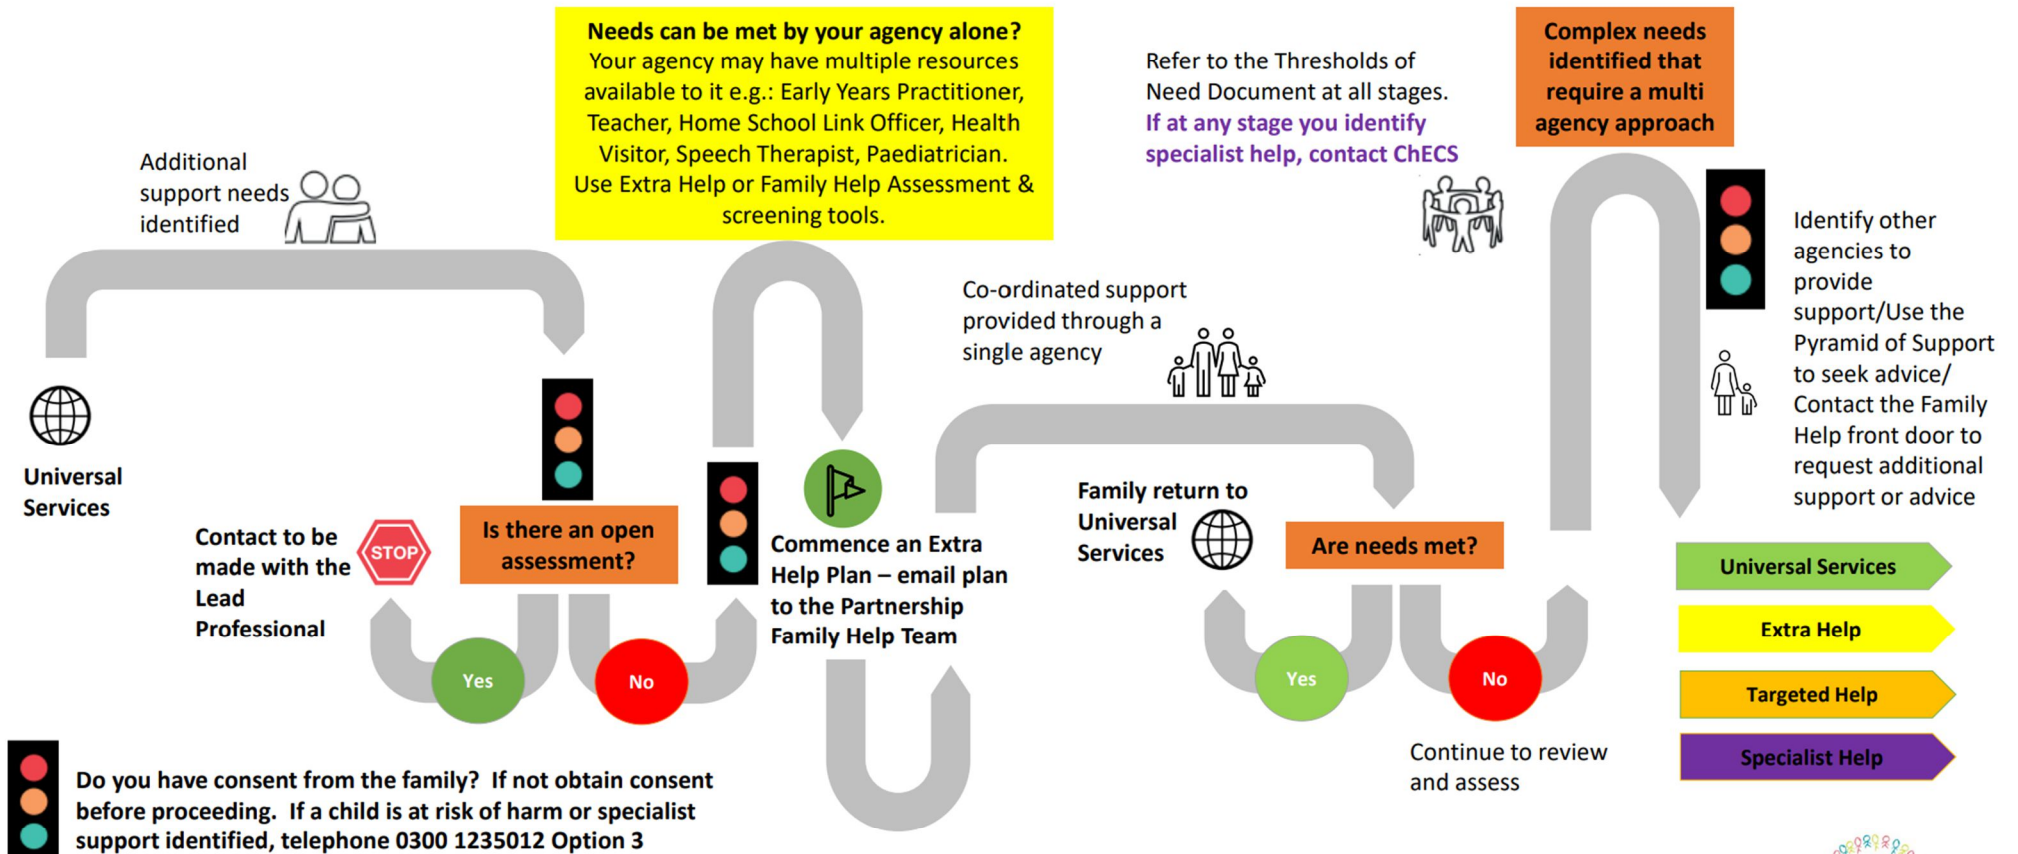 Additional
support needs
identified
Universal
Services
Needs can be met by your agency alone?
Your agency may have multiple resources
available to it e.g.: Early Years Practitioner,
Teacher, Home School Link Officer, Health
Visitor, Speech Therapist, Paediatrician.
Use Extra Help or Family Help Assessment &
screening tools.
Contact to be
made with the
Lead
Professional
STOP
Is there an open
assessment?
Yes
No
Commence an Extra
Help Plan – email plan
to the Partnership
Family Help Team
Co-ordinated support
provided through a
single agency
Refer to the Thresholds of
Need Document at all stages.
If at any stage you identify
specialist help, contact ChECS
Family return to
Universal
Services
Are needs met?
Yes
No
Continue to review
and assess
Complex needs
identified that
require a multi
agency approach
Identify other
agencies to
provide
support/Use the
Pyramid of Support
to seek advice/
Contact the Family
Help front door to
request additional
support or advice
Universal Services
Extra Help
Targeted Help
Specialist Help
Do you have consent from the family? If not obtain consent
before proceeding. If a child is at risk of harm or specialist
support identified, telephone 0300 1235012 Option 3